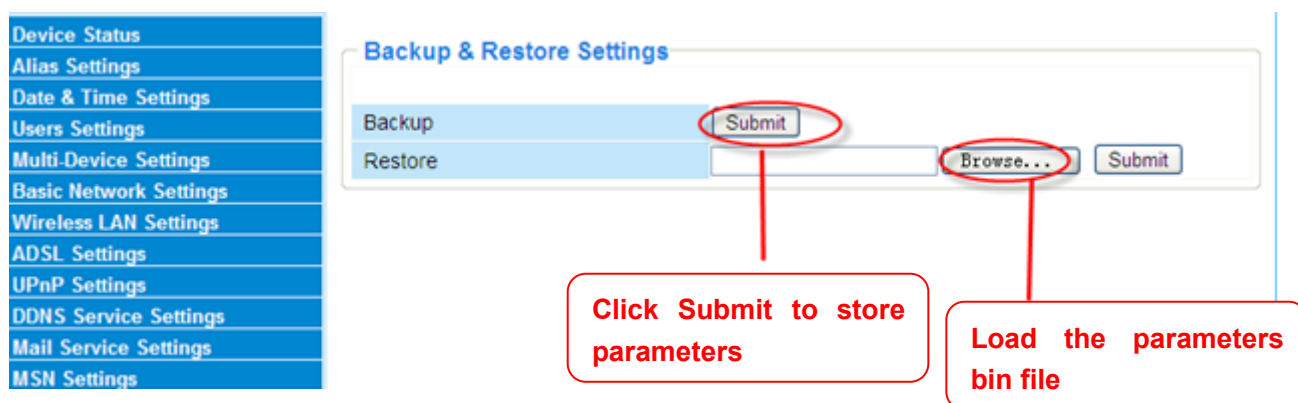 Device Status
Alias Settings
Date & Time Settings
Users Settings
Multi-Device Settings
Basic Network Settings
Wireless LAN Settings
ADSL Settings
UPnP Settings
DDNS Service Settings
Mail Service Settings
MSN Settings
Backup & Restore Settings
Backup Submit
Restore Browse... Submit
Click Submit to store
parameters
Load the parameters
bin file